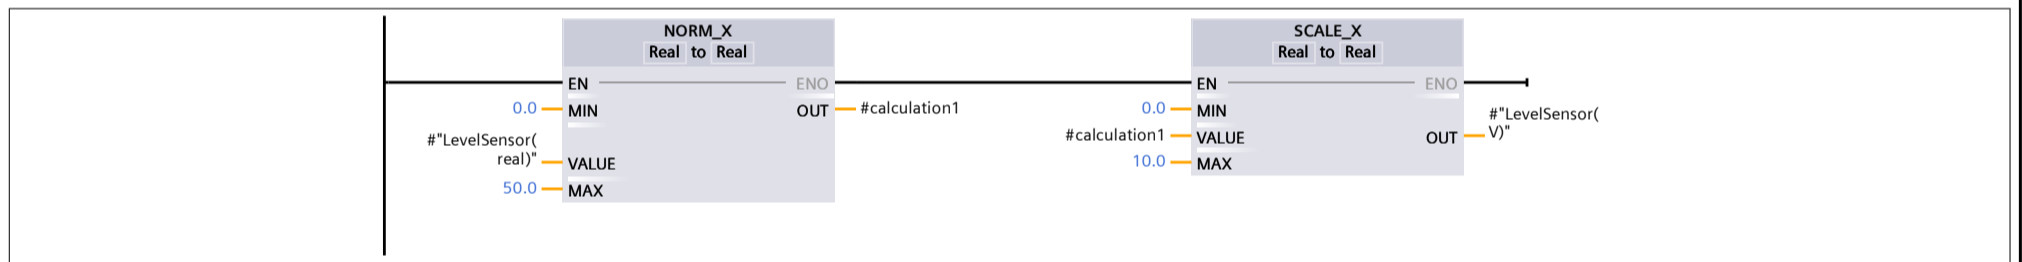 NORM_X
Real to Real
EN
ENO
0.0
MIN
OUT
#calculation1
#"LevelSensor(
real)"
VALUE
50.0
MAX
SCALE_X
Real to Real
EN
ENO
0.0
MIN
#calculation1
VALUE
OUT
#"LevelSensor(
V)"
10.0
MAX